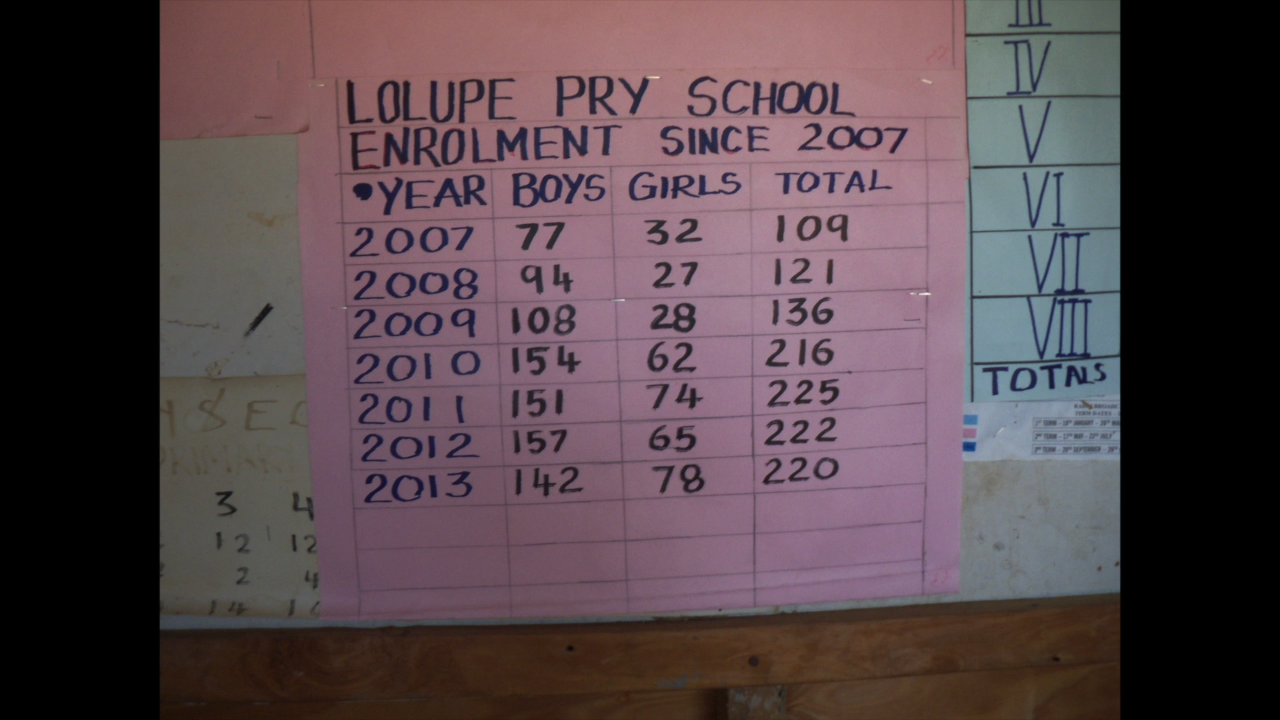 LOLUPE PRY SCHOOL
ENROLMENT SINCE 2007
•YEAR BOYS GIRLS TOTAL
2007 77 32 109
2008 94 27 121
2009 108 28 136
2010 154 62 216
2011 151 74 225
2012 157 65 222
2013 142 78 220
III
IV
V
VI
VII
VIII
TOTALS
TERM DATES
3 4
12 12
2 4
14